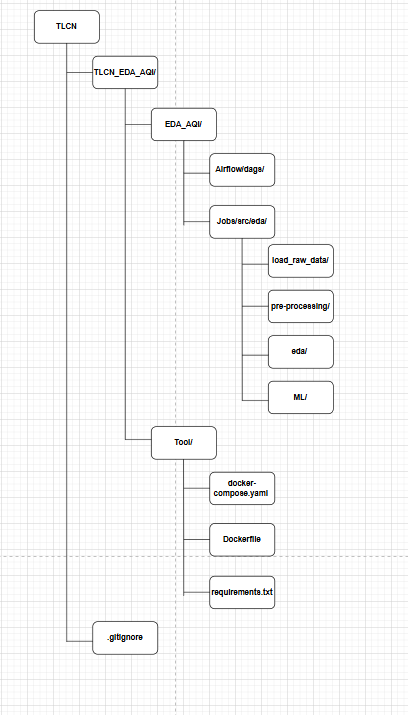 TLCN
TLCN_EDA_AQI/
EDA_AQI/
Airflow/dags/
Jobs/src/eda/
load_raw_data/
pre-processing/
eda/
ML/
Tool/
docker-
compose.yaml
Dockerfile
requirements.txt
.gitignore